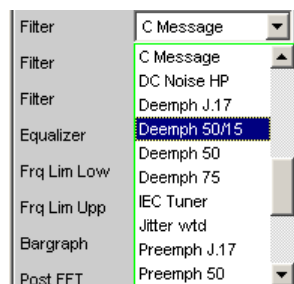 Filter C Message
Filter C Message
DC Noise HP
Filter Deemph J.17
Equalizer Deemph 50/15
Deemph 50
Frq Lim Low Deemph 75
Frq Lim Upp IEC Tuner
Jitter wtd
Bargraph Preemph J.17
Post FFT Preemph 50